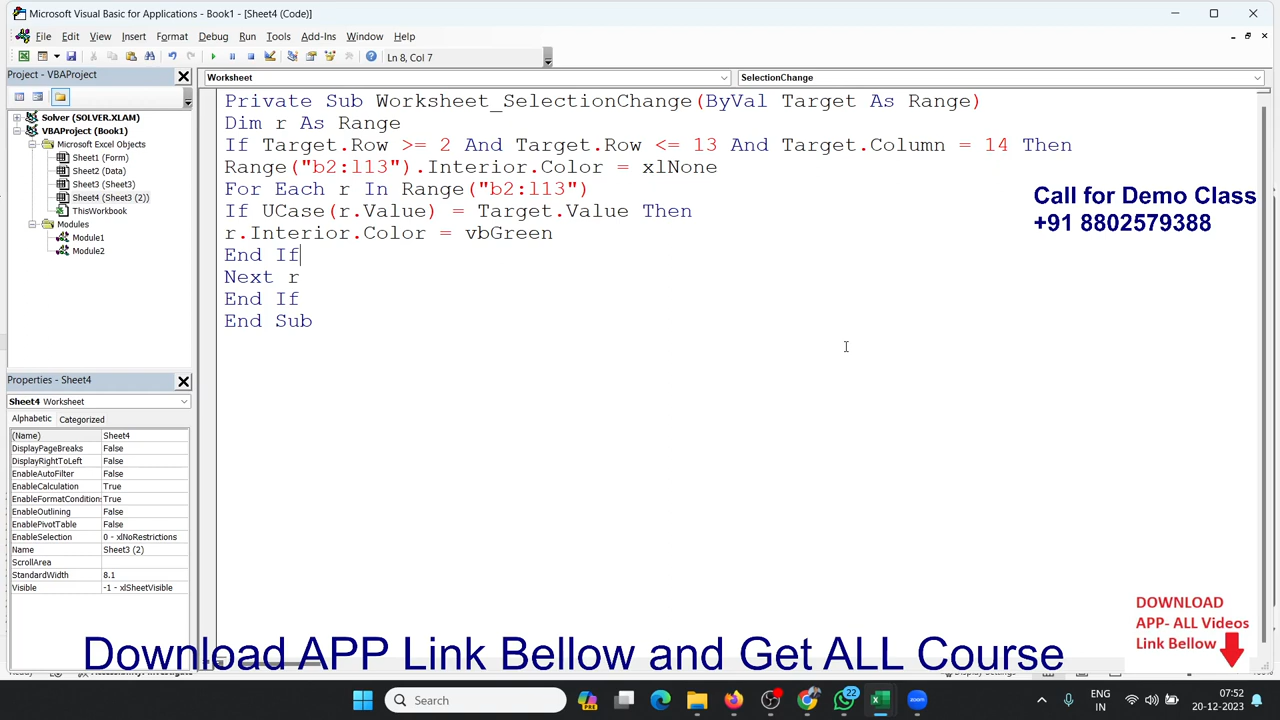 Microsoft Visual Basic for Applications - Book1 - [Sheet4 (Code)]
File Edit View Insert Format Debug Run Tools Add-Ins Window Help
Ln 8, Col 7
Project - VBAProject
Worksheet
SelectionChange
Solver (SOLVER.XLAM)
VBAProject (Book1)
Microsoft Excel Objects
Sheet1 (Form)
Sheet2 (Data)
Sheet3 (Sheet3)
Sheet4 (Sheet3 (2))
ThisWorkbook
Modules
Module1
Module2
Private Sub Worksheet_SelectionChange(ByVal Target As Range)
Dim r As Range
If Target.Row >= 2 And Target.Row <= 13 And Target.Column = 14 Then
Range("b2:l13").Interior.Color = xlNone
For Each r In Range("b2:l13")
If UCase(r.Value) = Target.Value Then
r.Interior.Color = vbGreen
End If
Next r
End If
End Sub
Call for Demo Class
+91 8802579388
Properties - Sheet4
Sheet4 Worksheet
Alphabetic Categorized
(Name) Sheet4
DisplayPageBreaks False
DisplayRightToLeft False
EnableAutoFilter False
EnableCalculation True
EnableFormatConditions True
EnableOutlining False
EnablePivotTable False
EnableSelection 0 - xlNoRestrictions
Name Sheet3 (2)
ScrollArea
StandardWidth 8.1
Visible -1 - xlSheetVisible
DOWNLOAD
APP- ALL Videos
Link Bellow
Download APP Link Bellow and Get ALL Course
Search
PRE
22
ENG
IN
07:52
20-12-2023